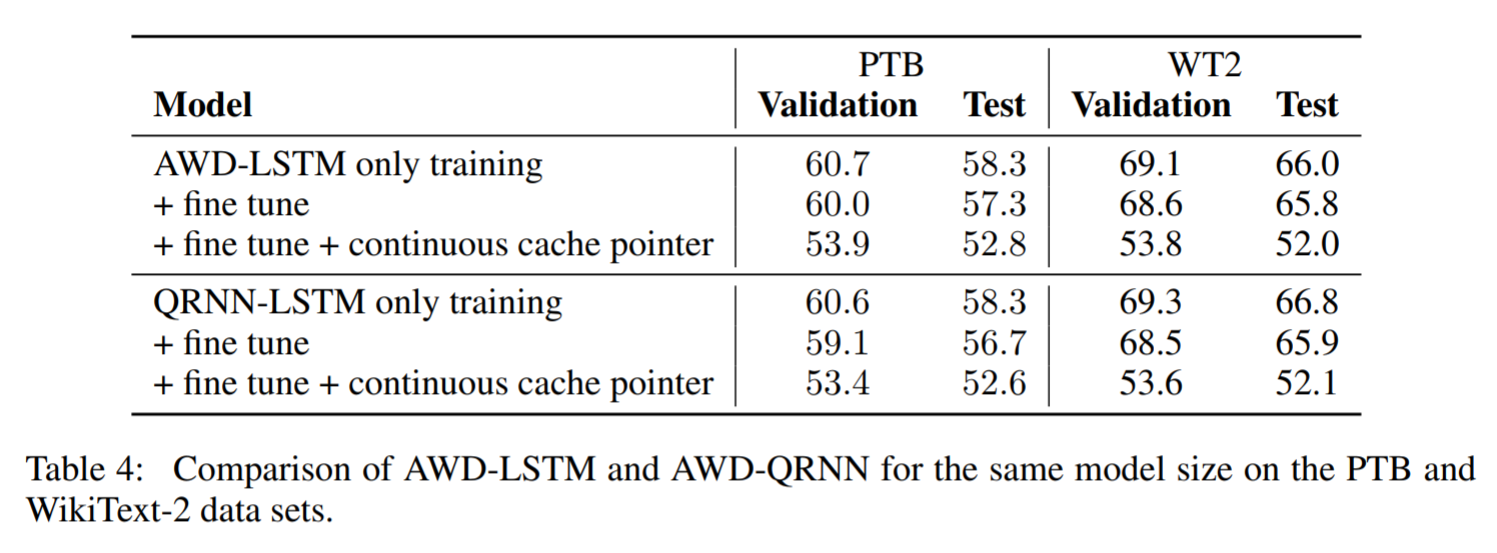 PTB WT2
Model Validation Test Validation Test
AWD-LSTM only training 60.7 58.3 69.1 66.0
+ fine tune 60.0 57.3 68.6 65.8
+ fine tune + continuous cache pointer 53.9 52.8 53.8 52.0
QRNN-LSTM only training 60.6 58.3 69.3 66.8
+ fine tune 59.1 56.7 68.5 65.9
+ fine tune + continuous cache pointer 53.4 52.6 53.6 52.1
Table 4: Comparison of AWD-LSTM and AWD-QRNN for the same model size on the PTB and
WikiText-2 data sets.